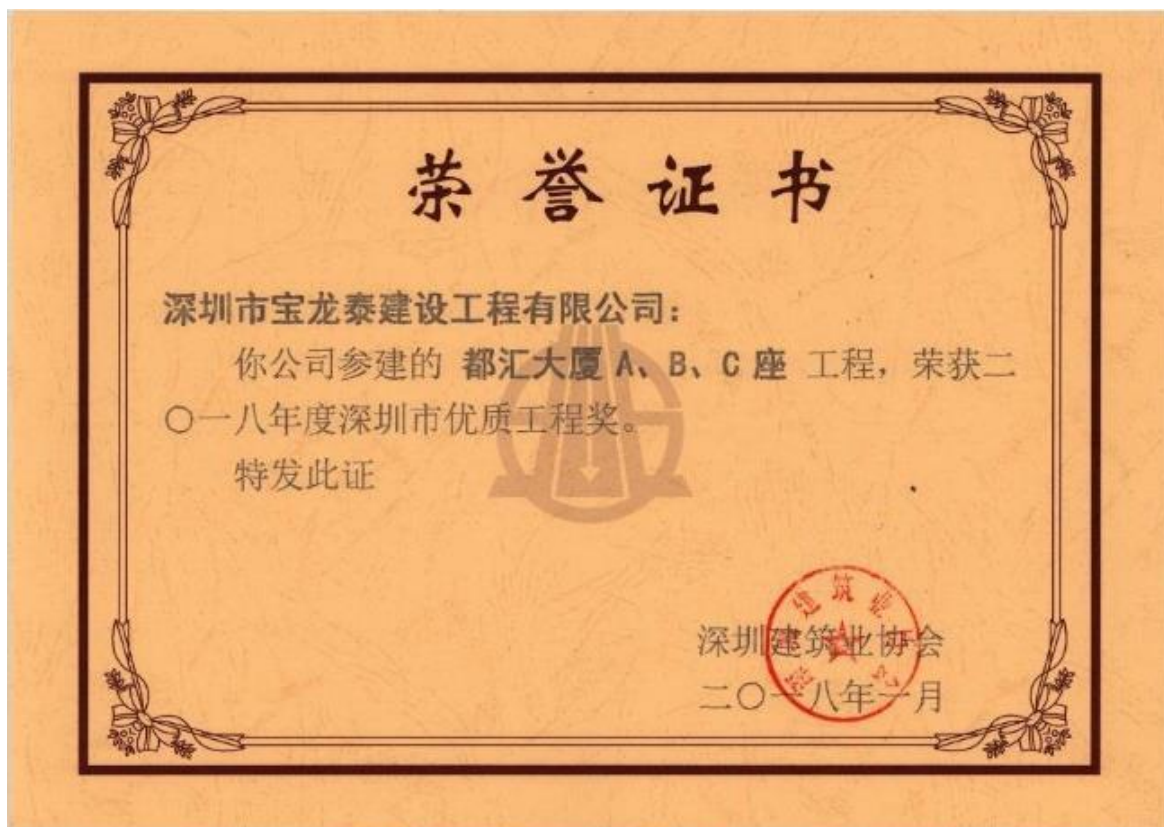 荣誉证书
深圳市宝龙泰建设工程有限公司：
你公司参建的 都汇大厦 A、B、C 座 工程，荣获二
〇一八年度深圳市优质工程奖。
特发此证
深圳建筑业协会
二〇一八年一月